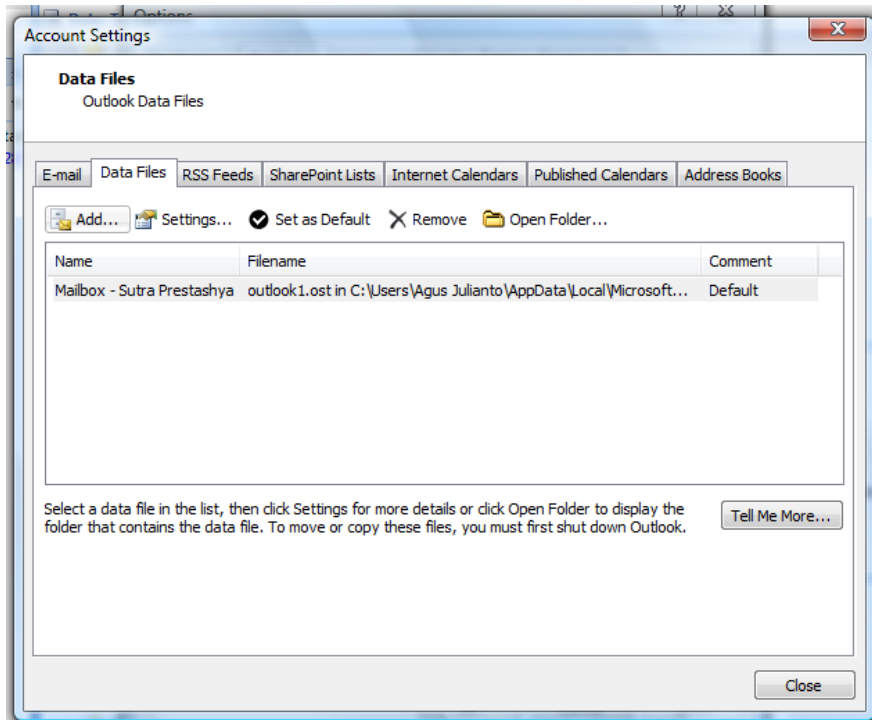 Options
Account Settings
Data Files
Outlook Data Files
E-mail Data Files RSS Feeds SharePoint Lists Internet Calendars Published Calendars Address Books
Add... Settings... Set as Default Remove Open Folder...
Name Filename Comment
Mailbox - Sutra Prestashya outlook1.ost in C:\Users\Agus Julianto\AppData\Local\Microsoft... Default
Select a data file in the list, then click Settings for more details or click Open Folder to display the
folder that contains the data file. To move or copy these files, you must first shut down Outlook.
Tell Me More...
Close